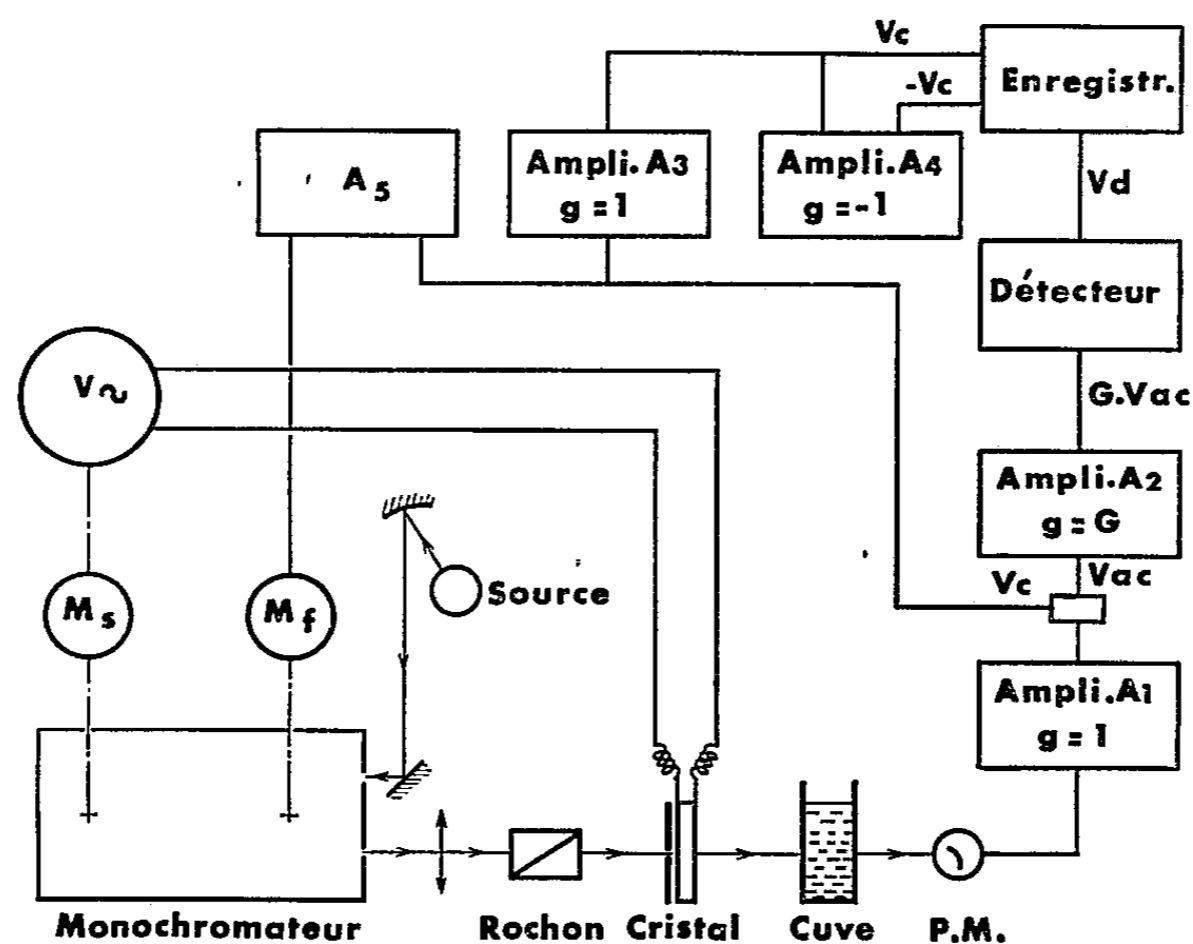 Vc
Enregistr.
-Vc
A5
Ampli.A3
g=1
Ampli.A4
g=-1
Vd
Détecteur
V~
G.Vac
Ampli.A2
g=G
Source
Vc
Vac
Ms
Mf
Ampli.A1
g=1
Monochromateur
Rochon
Cristal
Cuve
P.M.